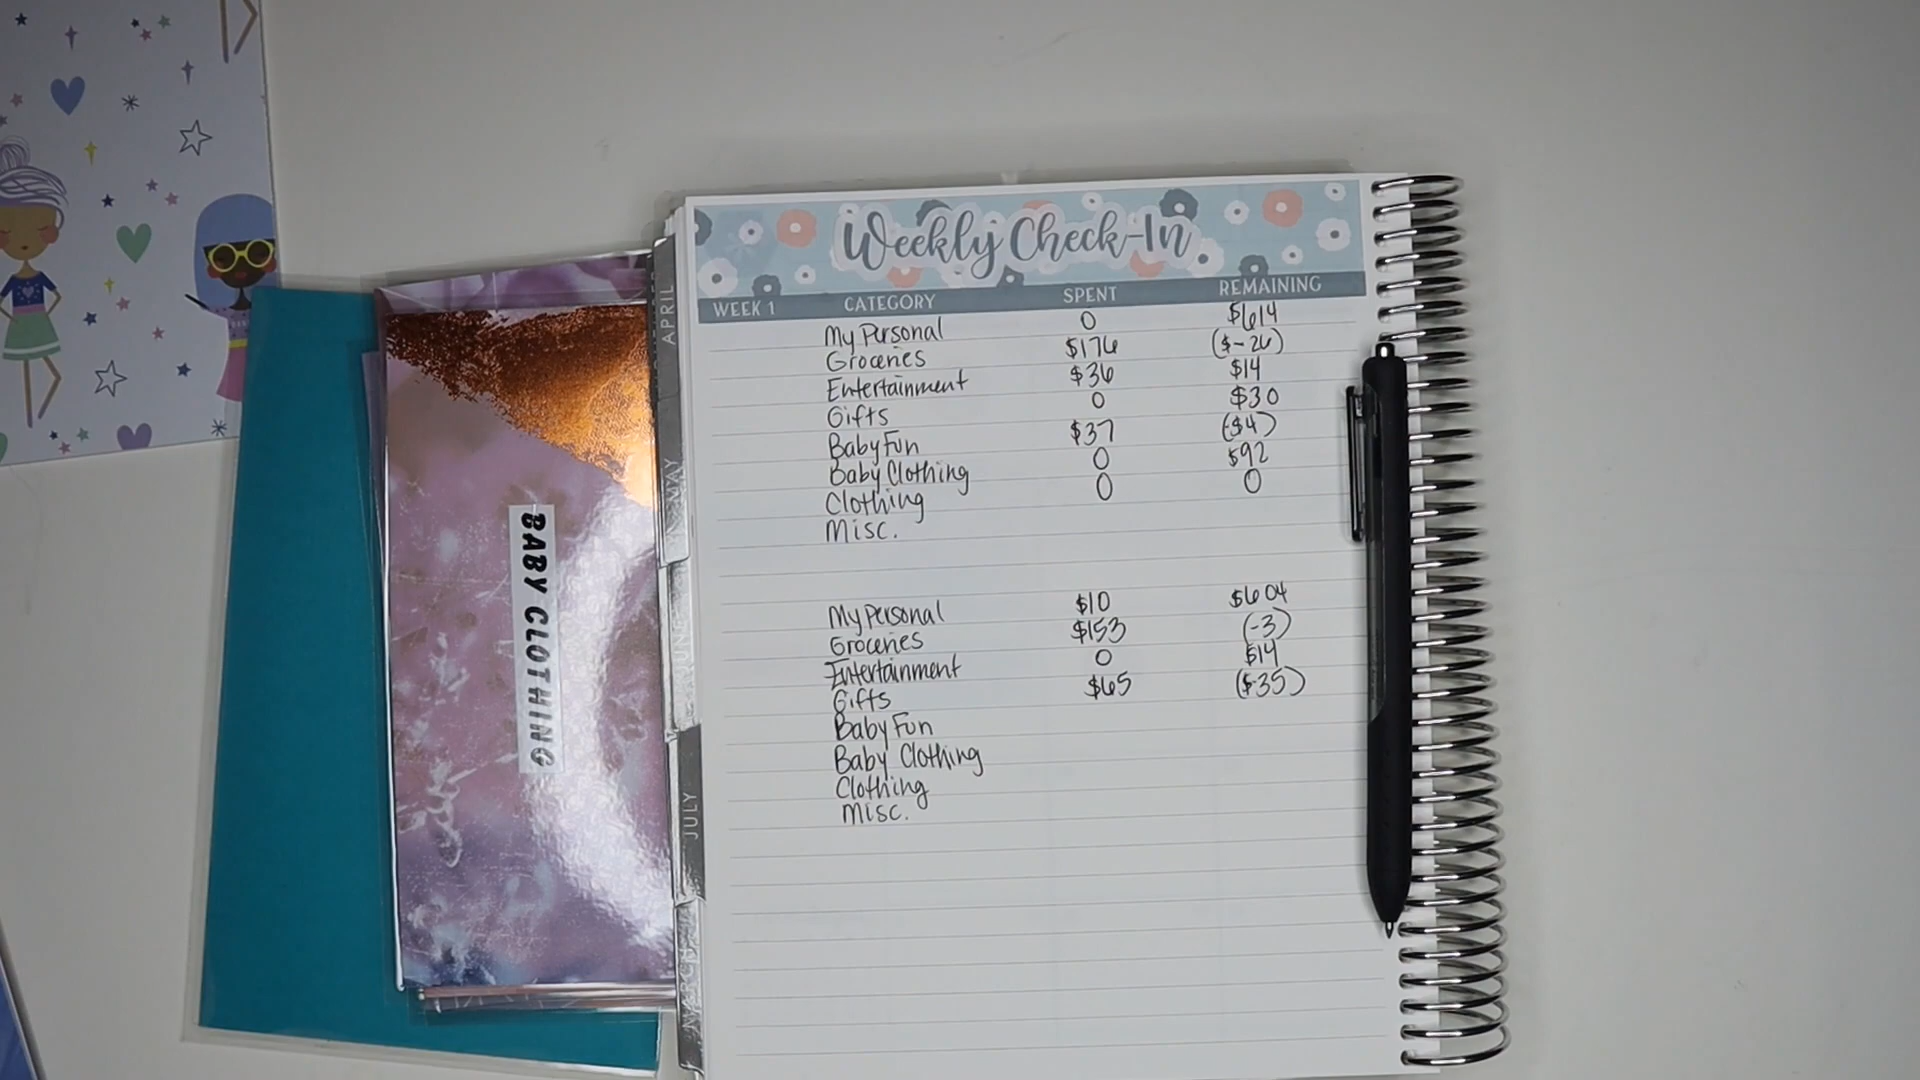 Weekly Check-In
WEEK 1 CATEGORY SPENT REMAINING
My Personal 0 $614
Groceries $176 ($-26)
Entertainment $36 $14
Gifts 0 $30
Baby Fun $37 ($4)
Baby Clothing 0 $92
Clothing 0 0
Misc.
My Personal $10 $604
Groceries $153 (-3)
Entertainment 0 $14
Gifts $65 ($-35)
Baby Fun
Baby Clothing
Clothing
Misc.
APRIL
MAY
JUNE
JULY
BABY CLOTHING